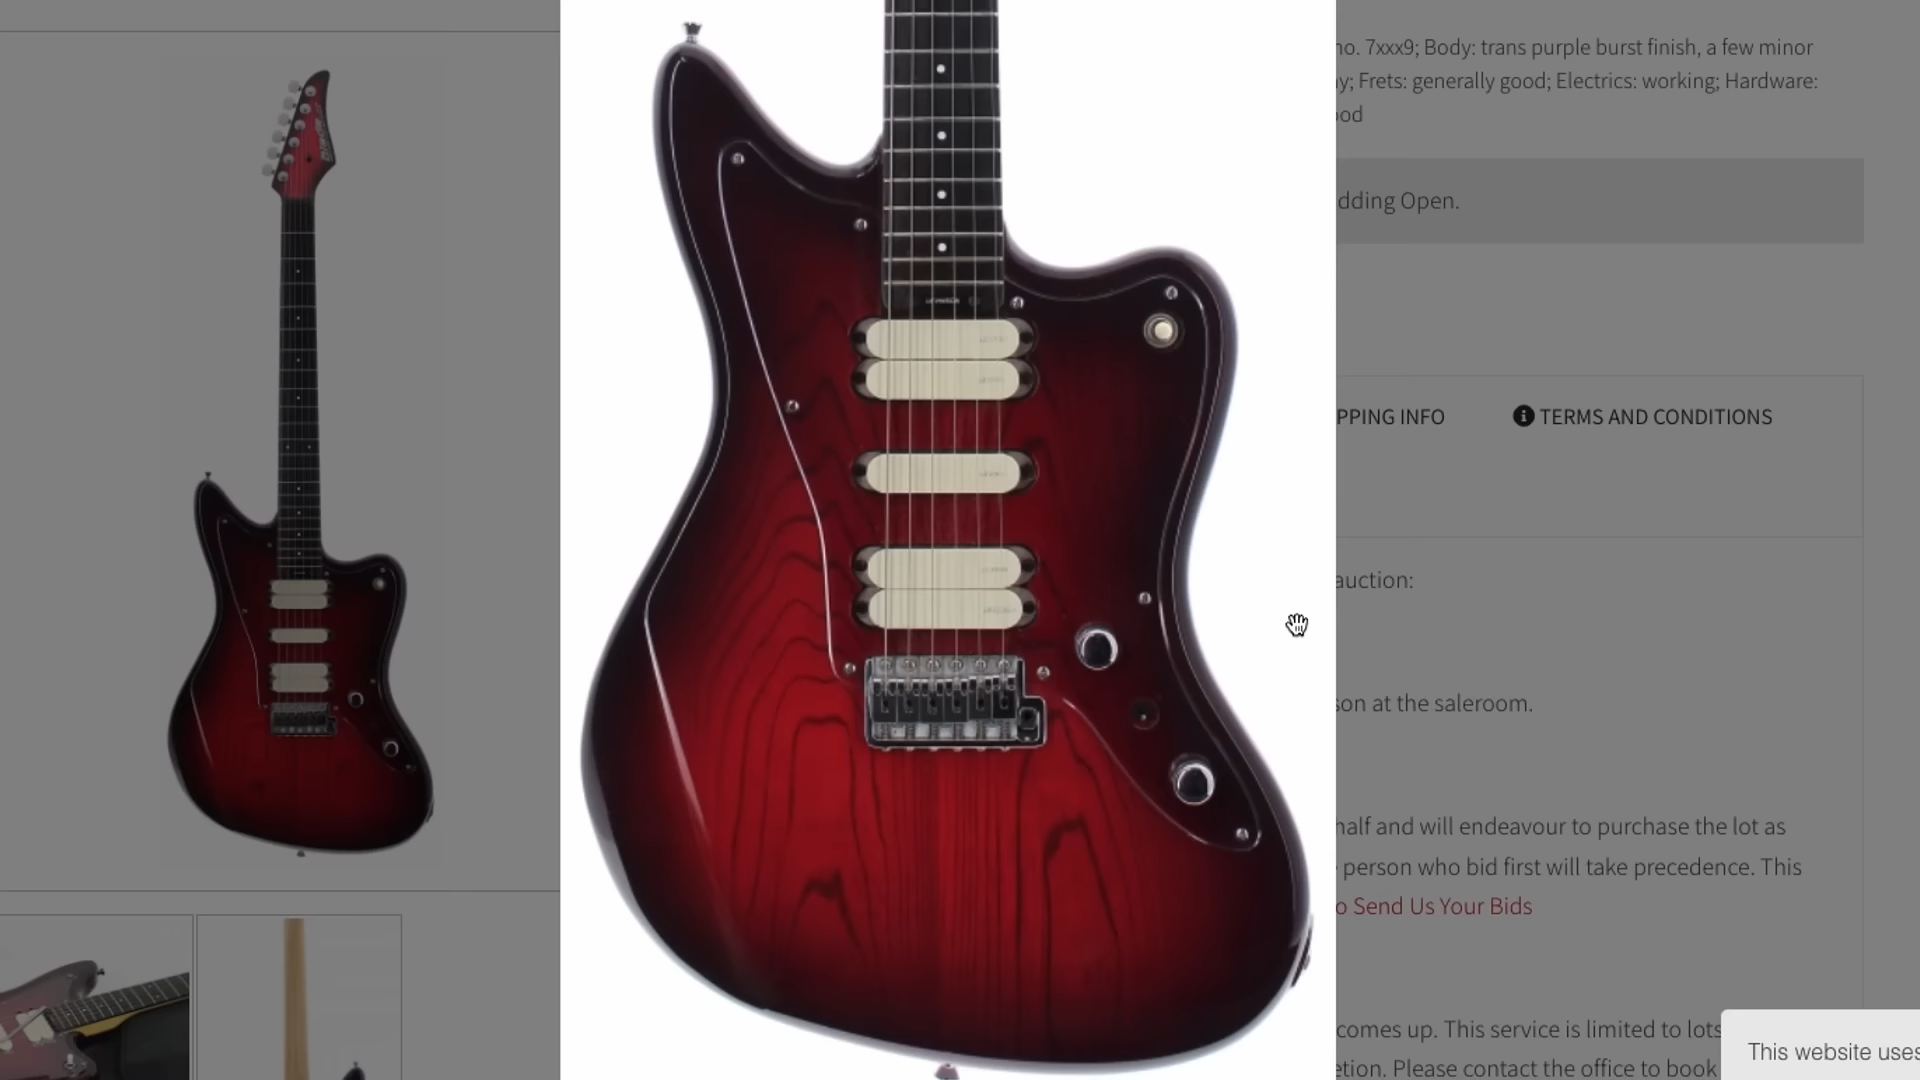 no. 7xxx9; Body: trans purple burst finish, a few minor
Frets: generally good; Electrics: working; Hardware:
dding Open.
PPING INFO
TERMS AND CONDITIONS
auction:
son at the saleroom.
half and will endeavour to purchase the lot as
person who bid first will take precedence. This
o Send Us Your Bids
comes up. This service is limited to lots
etion. Please contact the office to book
This website uses